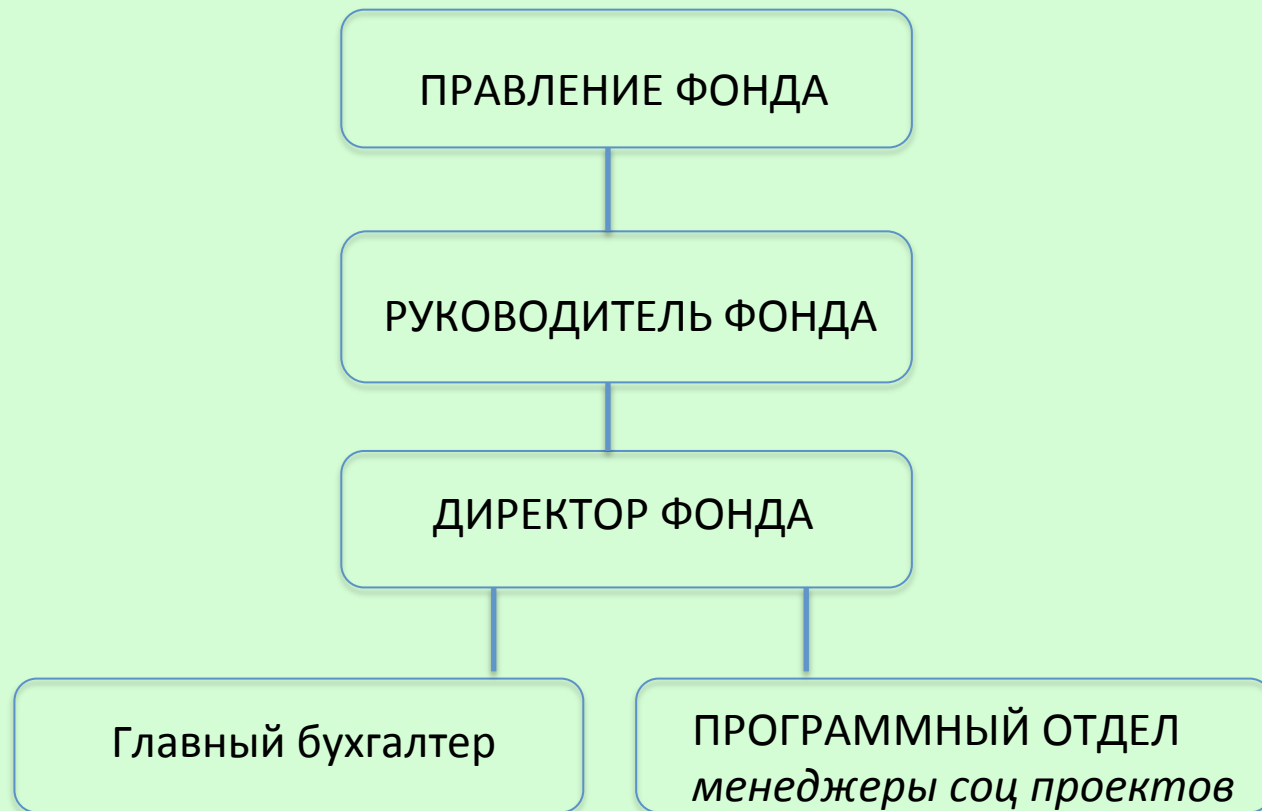 ПРАВЛЕНИЕ ФОНДА
РУКОВОДИТЕЛЬ ФОНДА
ДИРЕКТОР ФОНДА
Главный бухгалтер
ПРОГРАММНЫЙ ОТДЕЛ
менеджеры соц проектов